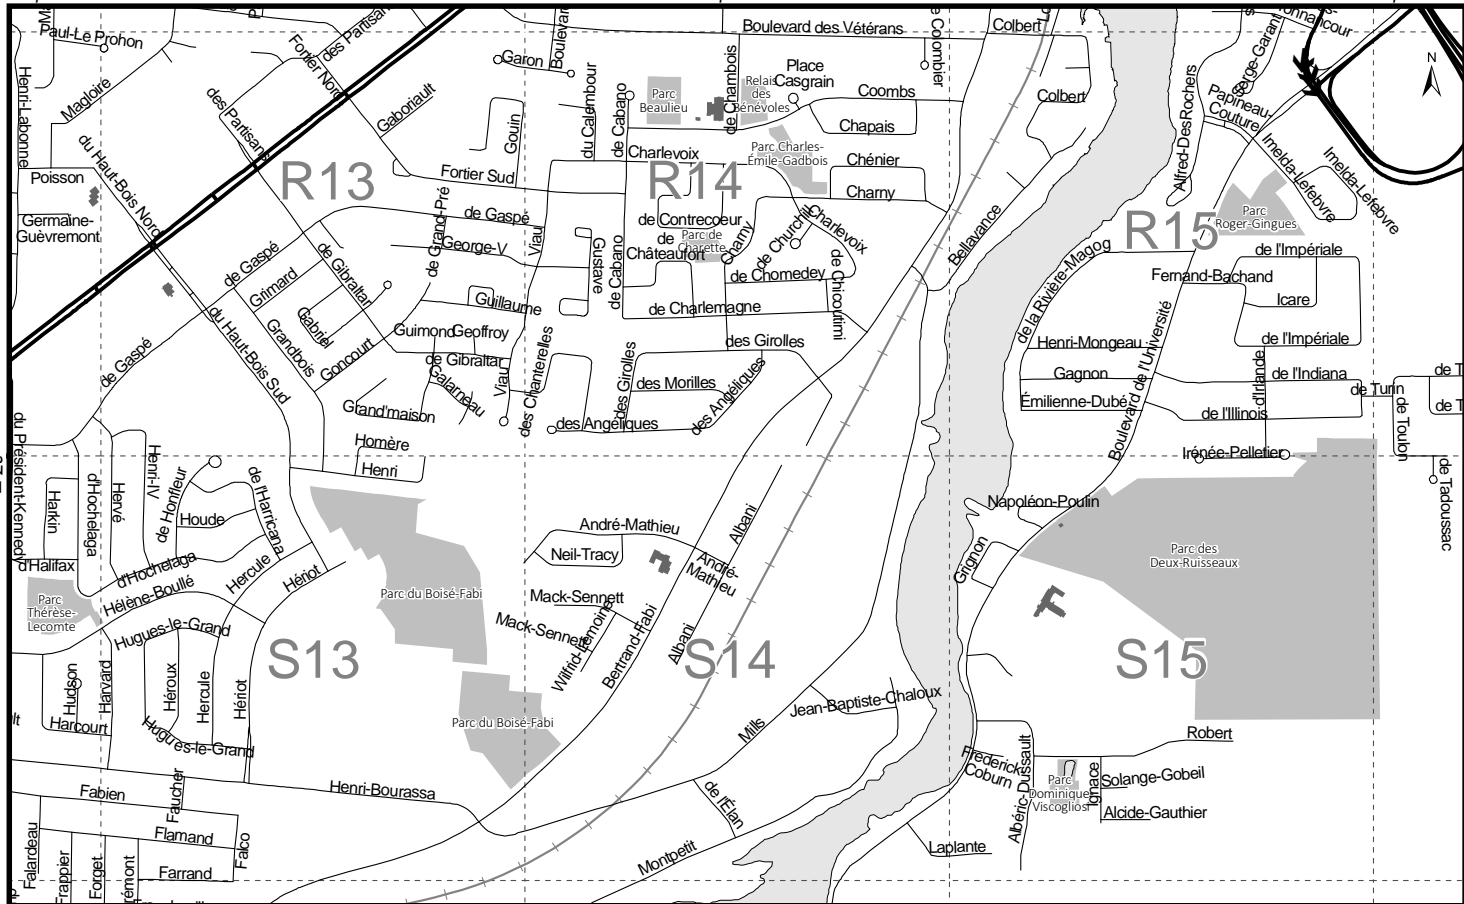 Paul-Le Prohon
Fortier Nord
des Partisans
Garon
Boulevard des Vétérans
Colbert
N
Henri-Labonne
Magloire
des Partisans
Gaboriault
Gouin
du Calembour
de Cabano
Parc
Beaulieu
de Chambois
Relais
des
Bénévoles
Place
Casgrain
Coombs
Chapais
Colbert
Alfred-DesRochers
Serge-Garant
Papineau-
Couture
Imelda-Lefebvre
Imelda-Lefebvre
du Haut-Bois Nord
Poisson
Germaine-
Guèvremont
R13
Fortier Sud
Charlevoix
R14
Parc Charles-
Émile-Gadbois
Chénier
Charny
R15
Parc
Roger-Gingues
de Gaspé
de Grand-Pré
George-V
Viau
Gustave
de Cabano
de Contrecoeur
de
Châteaufort
Parc de
Charette
Charny
de Churchill
Charlevoix
de Chomedey
de Chicoutimi
de Charlemagne
Bellavance
de la Rivière-Magog
de l'Impériale
Fernand-Bachand
Icare
de l'Impériale
de Gaspé
Grimard
de Gibraltar
Gabriel
Grandbois
Goncourt
du Haut-Bois Sud
de Gaspé
Guillaume
Guimond
Geoffroy
de Gibraltar
Galarneau
Viau
des Chanterelles
Grand'maison
Homère
Henri
des Girolles
des Girolles
des Morilles
des Angéliques
des Angéliques
Henri-Mongeau
Gagnon
Émilienne-Dubé
Boulevard de l'Université
d'Irlande
de l'Indiana
de l'Illinois
de Turin
de T
de T
de Toulon
de Tadoussac
Irénée-Pelletier
Napoléon-Poulin
du Président-Kennedy
Harkin
d'Hochelaga
Hervé
Henri-IV
de Honfleur
Houde
de l'Harricana
d'Halifax
d'Hochelaga
Hélène-Boullé
Hercule
Hériot
Parc
Thérèse-
Lecomte
Hugues-le-Grand
S13
Parc du Boisé-Fabi
Parc du Boisé-Fabi
André-Mathieu
Neil-Tracy
Albani
André-
Mathieu
Mack-Sennett
Mack-Sennett
Wilfrid-Lemoine
Bertrand-Fabi
Albani
S14
Grignon
Parc des
Deux-Ruisseaux
S15
Hudson
Harvard
Harcourt
Héroux
Hercule
Hériot
Hugues-le-Grand
Jean-Baptiste-Chaloux
Mills
Robert
Frederick-
Coburn
Albéric-Dussault
Parc
Dominique
Viscogliosi
Ignace
Solange-Gobeil
Alcide-Gauthier
Henri-Bourassa
Fabien
Faucher
Flamand
Falco
Falardeau
Frappier
Forget
Farrand
de l'Élan
Montpetit
Laplante